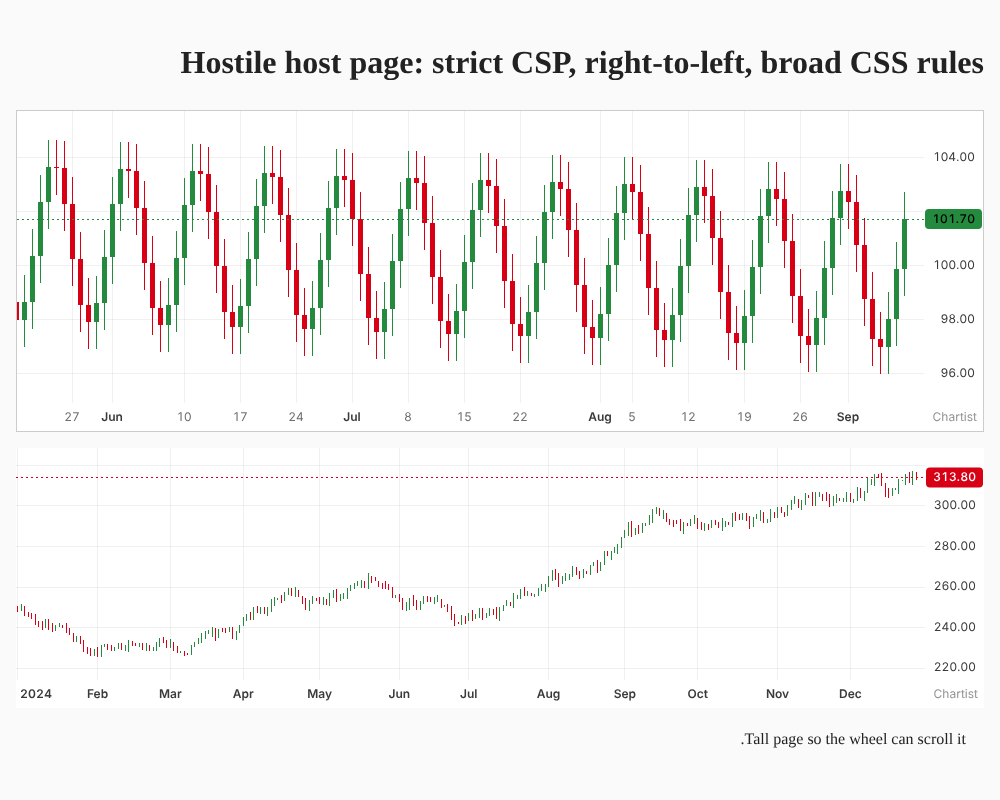 Hostile host page: strict CSP, right-to-left, broad CSS rules
104.00
101.70
100.00
98.00
96.00
27 Jun 10 17 24 Jul 8 15 22 Aug 5 12 19 26 Sep Chartist
313.80
300.00
280.00
260.00
240.00
220.00
2024 Feb Mar Apr May Jun Jul Aug Sep Oct Nov Dec Chartist
.Tall page so the wheel can scroll it